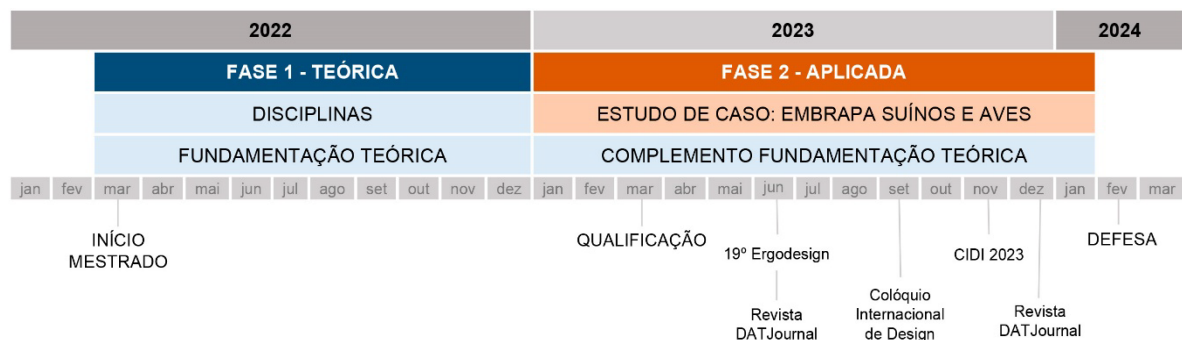 2022 2023 2024
FASE 1 - TEÓRICA FASE 2 - APLICADA
DISCIPLINAS ESTUDO DE CASO: EMBRAPA SUÍNOS E AVES
FUNDAMENTAÇÃO TEÓRICA COMPLEMENTO FUNDAMENTAÇÃO TEÓRICA
jan fev mar abr mai jun jul ago set out nov dez jan fev mar abr mai jun jul ago set out nov dez jan fev mar
INÍCIO
MESTRADO
QUALIFICAÇÃO
19º Ergodesign
Revista
DATJournal
Colóquio
Internacional
de Design
CIDI 2023
Revista
DATJournal
DEFESA